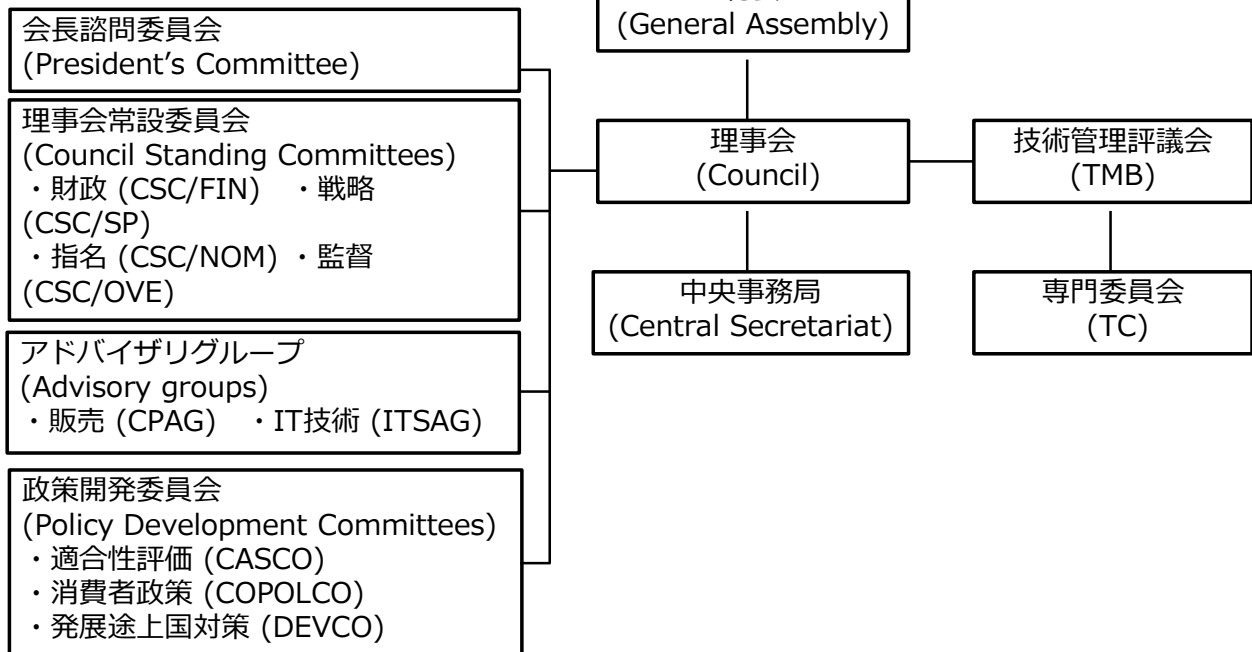 (General Assembly)
会長諮問委員会
(President's Committee)
理事会常設委員会
(Council Standing Committees)
・財政 (CSC/FIN) ・戦略
(CSC/SP)
・指名 (CSC/NOM) ・監督
(CSC/OVE)
アドバイザリグループ
(Advisory groups)
・販売 (CPAG) ・IT技術 (ITSAG)
政策開発委員会
(Policy Development Committees)
・適合性評価 (CASCO)
・消費者政策 (COPOLCO)
・発展途上国対策 (DEVCO)
理事会
(Council)
中央事務局
(Central Secretariat)
技術管理評議会
(TMB)
専門委員会
(TC)